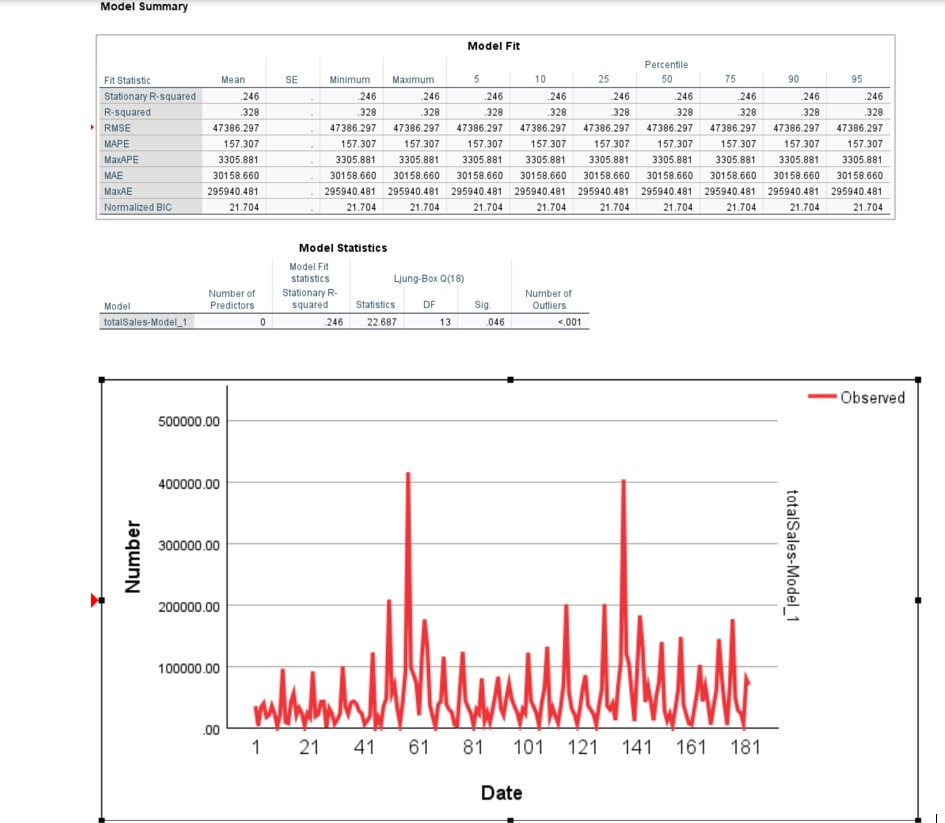 Model Summary
Model Fit
Percentile
Fit Statistic Mean SE Minimum Maximum 5 10 25 50 75 90 95
Stationary R-squared .246 . .246 .246 .246 .246 .246 .246 .246 .246 .246
R-squared .328 . .328 .328 .328 .328 .328 .328 .328 .328 .328
RMSE 47386.297 . 47386.297 47386.297 47386.297 47386.297 47386.297 47386.297 47386.297 47386.297 47386.297
MAPE 157.307 . 157.307 157.307 157.307 157.307 157.307 157.307 157.307 157.307 157.307
MaxAPE 3305.881 . 3305.881 3305.881 3305.881 3305.881 3305.881 3305.881 3305.881 3305.881 3305.881
MAE 30158.660 . 30158.660 30158.660 30158.660 30158.660 30158.660 30158.660 30158.660 30158.660 30158.660
MaxAE 295940.481 . 295940.481 295940.481 295940.481 295940.481 295940.481 295940.481 295940.481 295940.481 295940.481
Normalized BIC 21.704 . 21.704 21.704 21.704 21.704 21.704 21.704 21.704 21.704 21.704
Model Statistics
Model Fit
statistics
Ljung-Box Q(18)
Number of
Stationary R-
Number of
Model Predictors squared Statistics DF Sig. Outliers
totalSales-Model_1 0 .246 22.687 13 .046 <.001
Observed
500000.00
400000.00
300000.00
200000.00
100000.00
.00
Number
totalSales-Model_1
1 21 41 61 81 101 121 141 161 181
Date